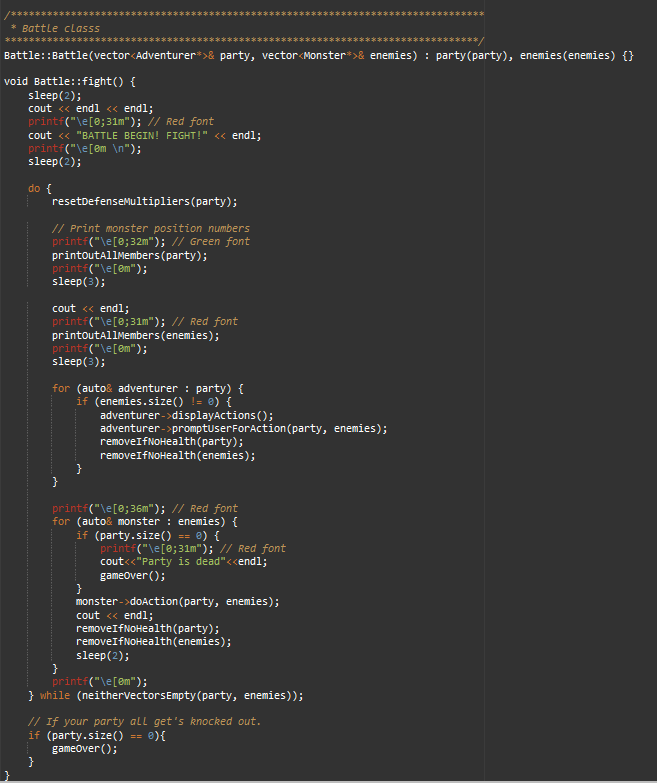 /******************************************************************************
 * Battle classs
******************************************************************************/
Battle::Battle(vector<Adventurer*>& party, vector<Monster*>& enemies) : party(party), enemies(enemies) {}

void Battle::fight() {
    sleep(2);
    cout << endl << endl;
    printf("\e[0;31m"); // Red font
    cout << "BATTLE BEGIN! FIGHT!" << endl;
    printf("\e[0m \n");
    sleep(2);

    do {
        resetDefenseMultipliers(party);

        // Print monster position numbers
        printf("\e[0;32m"); // Green font
        printOutAllMembers(party);
        printf("\e[0m");
        sleep(3);

        cout << endl;
        printf("\e[0;31m"); // Red font
        printOutAllMembers(enemies);
        printf("\e[0m");
        sleep(3);

        for (auto& adventurer : party) {
            if (enemies.size() != 0) {
                adventurer->displayActions();
                adventurer->promptUserForAction(party, enemies);
                removeIfNoHealth(party);
                removeIfNoHealth(enemies);
            }
        }

        printf("\e[0;36m"); // Red font
        for (auto& monster : enemies) {
            if (party.size() == 0) {
                printf("\e[0;31m"); // Red font
                cout<<"Party is dead"<<endl;
                gameOver();
            }
            monster->doAction(party, enemies);
            cout << endl;
            removeIfNoHealth(party);
            removeIfNoHealth(enemies);
            sleep(2);
        }
        printf("\e[0m");
    } while (neitherVectorsEmpty(party, enemies));

    // If your party all get's knocked out.
    if (party.size() == 0){
        gameOver();
    }
}